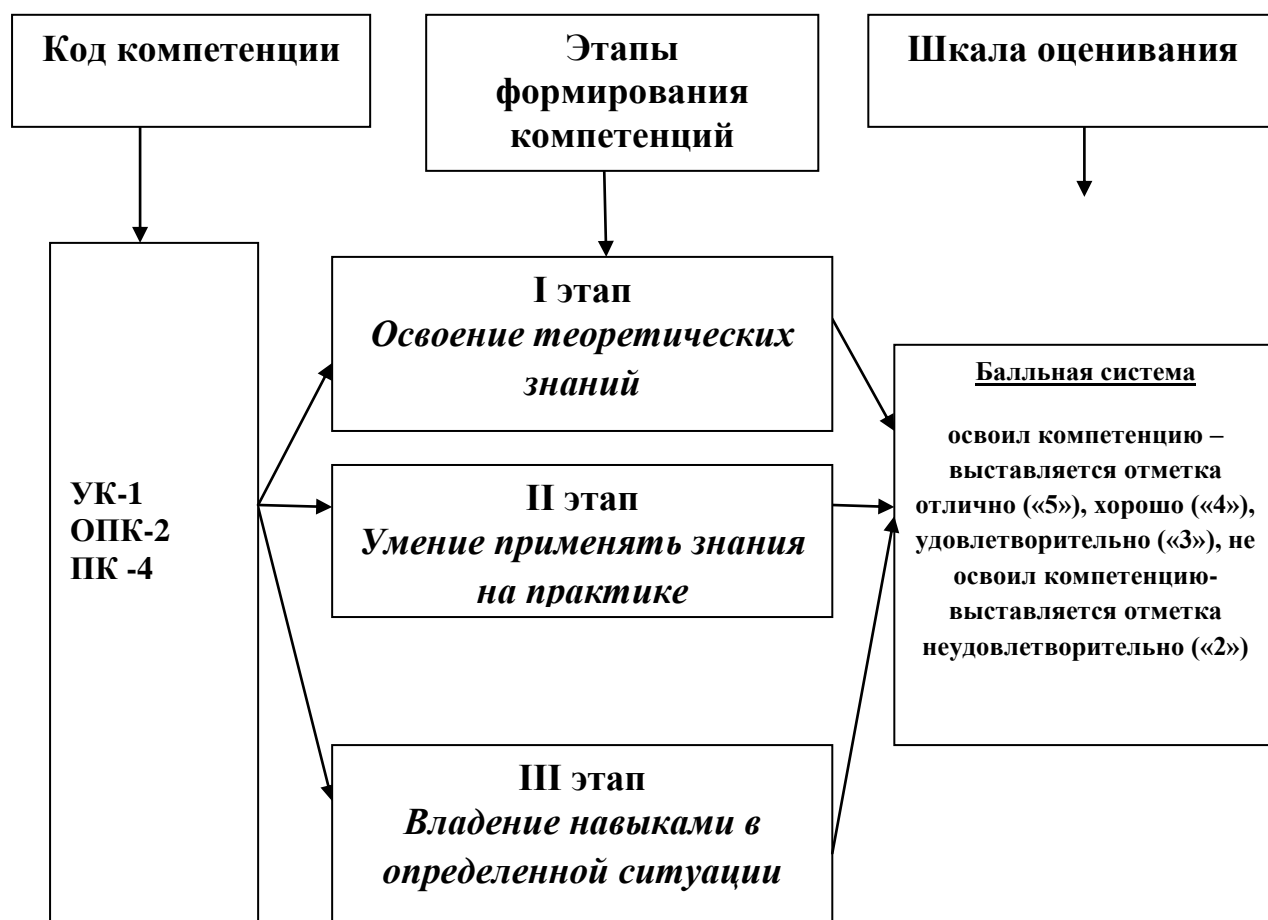 Код компетенции
Этапы
формирования
компетенций
Шкала оценивания
УК-1
ОПК-2
ПК -4
I этап
Освоение теоретических
знаний
II этап
Умение применять знания
на практике
III этап
Владение навыками в
определенной ситуации
Балльная система
освоил компетенцию –
выставляется отметка
отлично («5»), хорошо («4»),
удовлетворительно («3»), не
освоил компетенцию-
выставляется отметка
неудовлетворительно («2»)